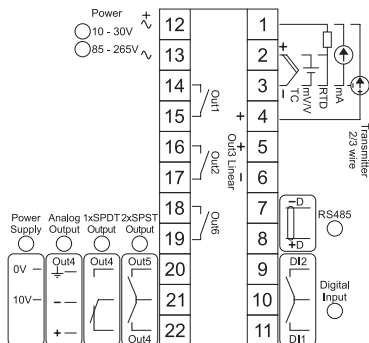 Power
+
10 - 30V
85 - 265V
12
13
14
15
16
17
18
19
20
21
22
Out1
Out2
Out6
1
2
3
4
5
6
7
8
9
10
11
+
+
-
Out3 Linear
+
-
TC
mV/V
RTD
mA
Transmitter
2/3 wire
-D
+D
RS485
DI2
DI1
Digital
Input
Power
Supply
Analog
Output
1xSPDT
Output
2xSPST
Output
0V
10V
Out4
-
+
Out4
Out5
Out4